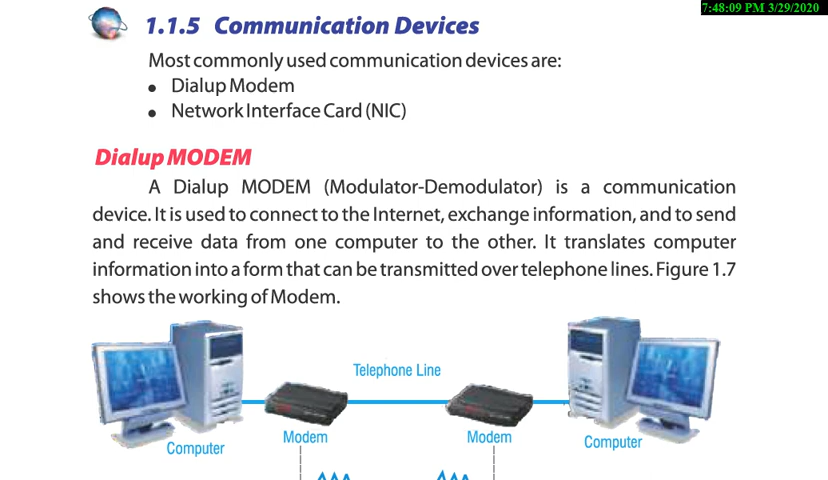 7:48:09 PM 3/29/2020
1.1.5 Communication Devices
Most commonly used communication devices are:
• Dialup Modem
• Network Interface Card (NIC)
Dialup MODEM
A Dialup MODEM (Modulator-Demodulator) is a communication
device. It is used to connect to the Internet, exchange information, and to send
and receive data from one computer to the other. It translates computer
information into a form that can be transmitted over telephone lines. Figure 1.7
shows the working of Modem.
Telephone Line
Computer
Modem
Modem
Computer